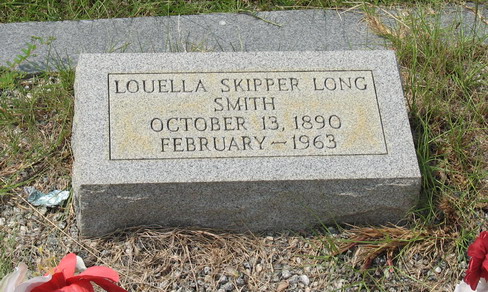 LOUELLA SKIPPER LONG
SMITH
OCTOBER 13, 1890
FEBRUARY—1963